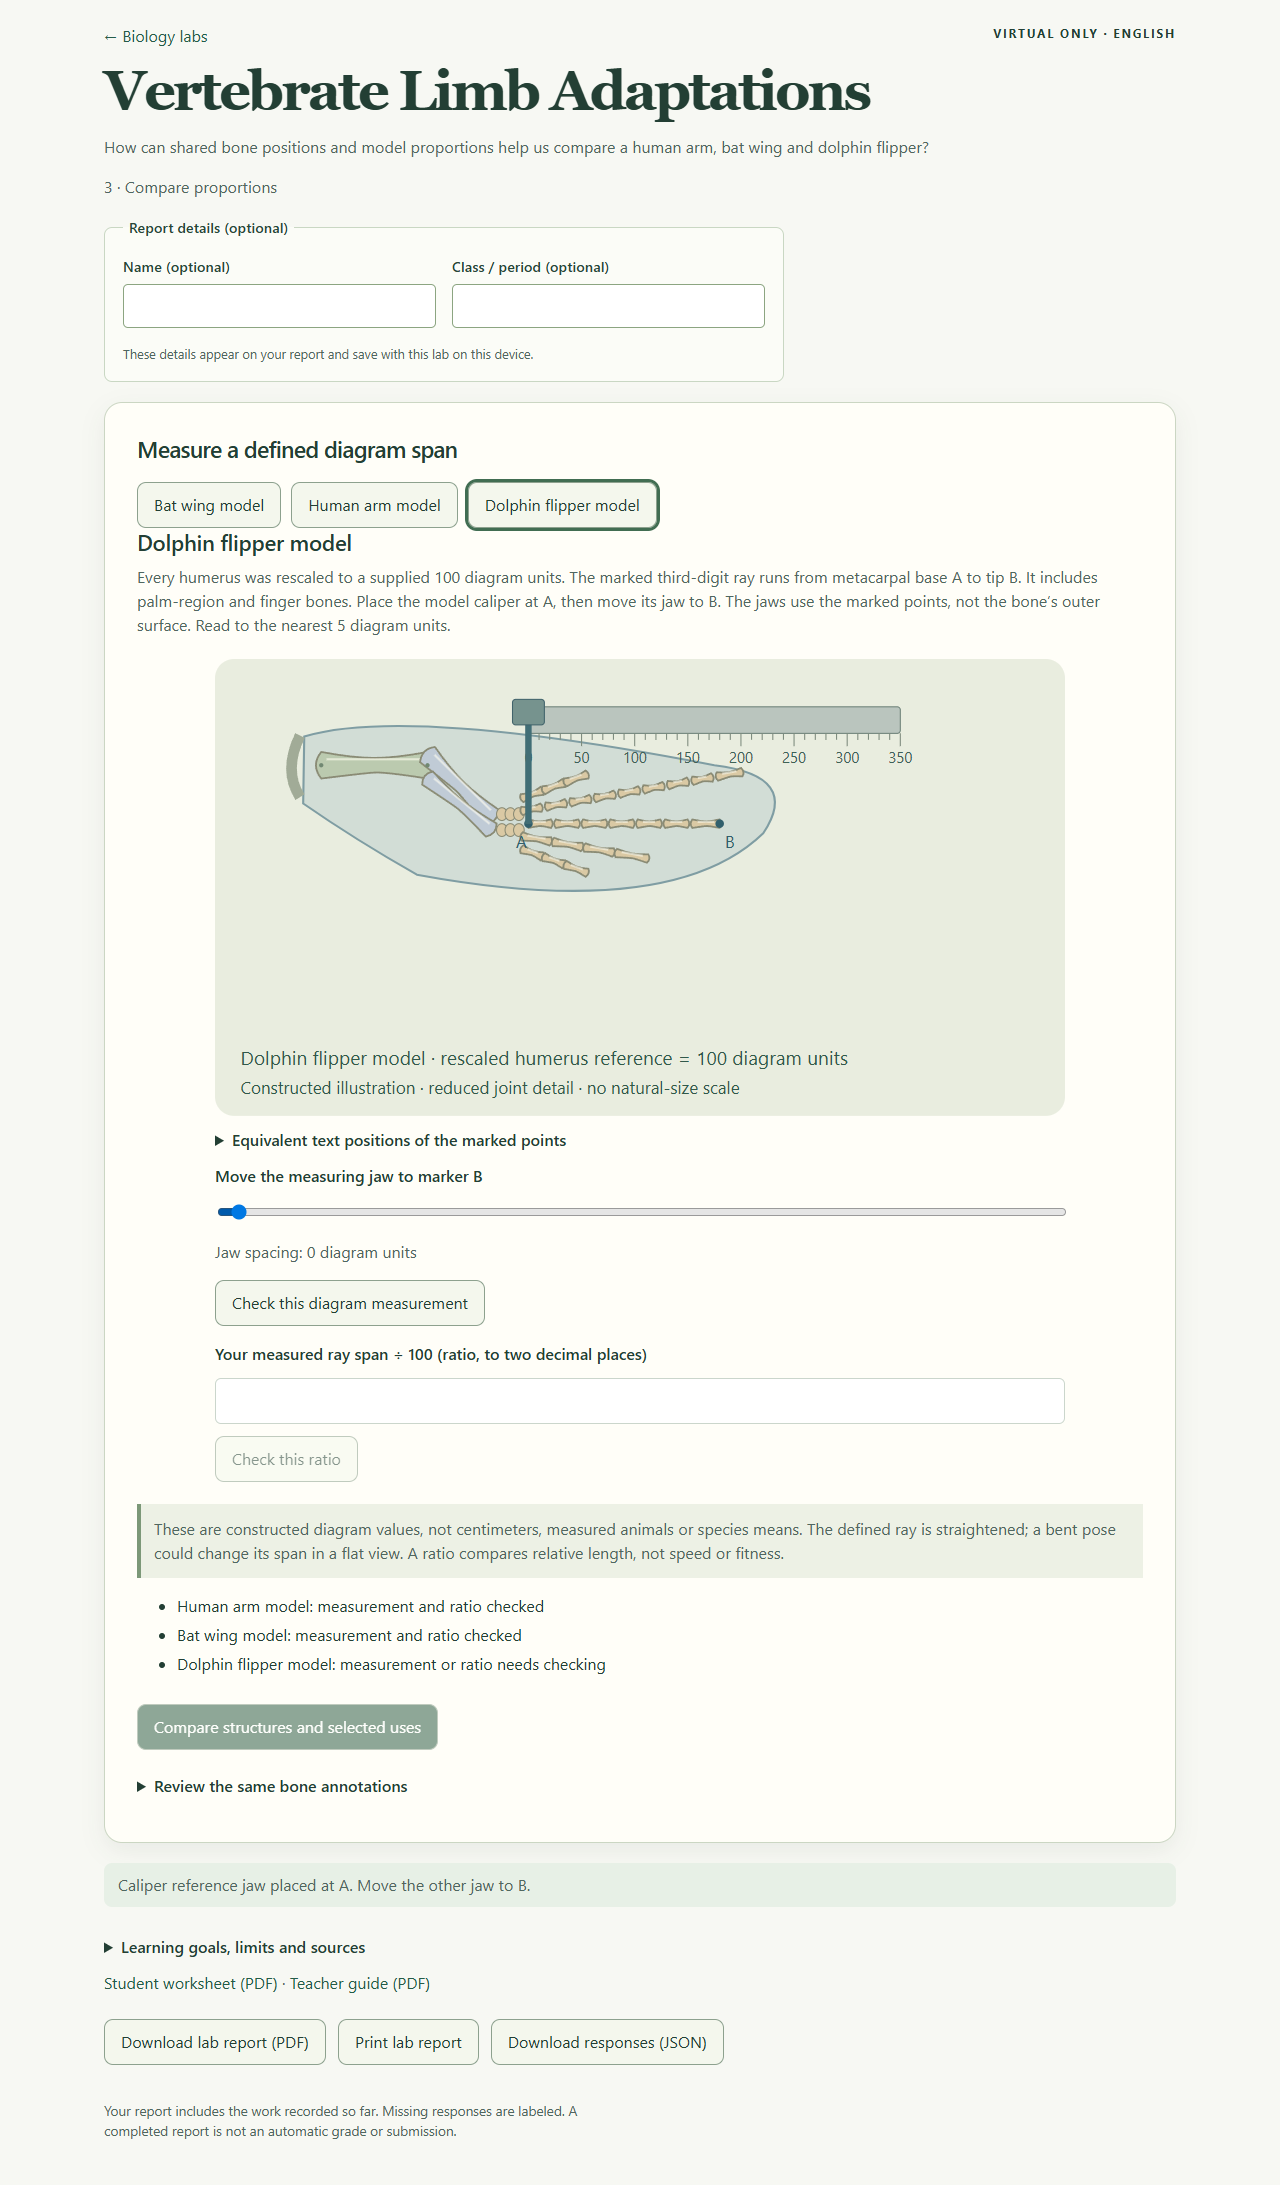 ← Biology labs
VIRTUAL ONLY · ENGLISH
Vertebrate Limb Adaptations
How can shared bone positions and model proportions help us compare a human arm, bat wing and dolphin flipper?
3 · Compare proportions
Report details (optional)
Name (optional)
Class / period (optional)
These details appear on your report and save with this lab on this device.
Measure a defined diagram span
Bat wing model
Human arm model
Dolphin flipper model
Dolphin flipper model
Every humerus was rescaled to a supplied 100 diagram units. The marked third-digit ray runs from metacarpal base A to tip B. It includes
palm-region and finger bones. Place the model caliper at A, then move its jaw to B. The jaws use the marked points, not the bone's outer
surface. Read to the nearest 5 diagram units.
50 100 150 200 250 300 350
A B
Dolphin flipper model · rescaled humerus reference = 100 diagram units
Constructed illustration · reduced joint detail · no natural-size scale
▶ Equivalent text positions of the marked points
Move the measuring jaw to marker B
Jaw spacing: 0 diagram units
Check this diagram measurement
Your measured ray span ÷ 100 (ratio, to two decimal places)
Check this ratio
These are constructed diagram values, not centimeters, measured animals or species means. The defined ray is straightened; a bent pose
could change its span in a flat view. A ratio compares relative length, not speed or fitness.
• Human arm model: measurement and ratio checked
• Bat wing model: measurement and ratio checked
• Dolphin flipper model: measurement or ratio needs checking
Compare structures and selected uses
▶ Review the same bone annotations
Caliper reference jaw placed at A. Move the other jaw to B.
▶ Learning goals, limits and sources
Student worksheet (PDF) · Teacher guide (PDF)
Download lab report (PDF)
Print lab report
Download responses (JSON)
Your report includes the work recorded so far. Missing responses are labeled. A
completed report is not an automatic grade or submission.